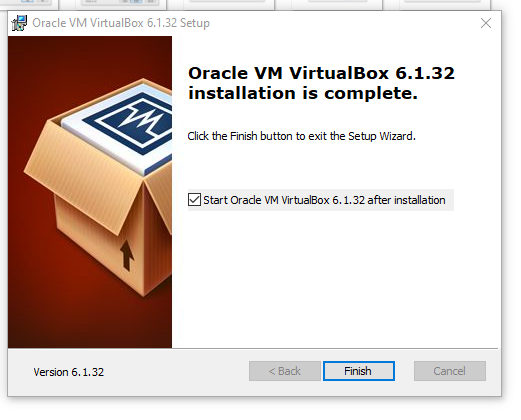 Oracle VM VirtualBox 6.1.32 Setup
Oracle VM VirtualBox 6.1.32
installation is complete.
Click the Finish button to exit the Setup Wizard.
Start Oracle VM VirtualBox 6.1.32 after installation
Version 6.1.32
< Back
Finish
Cancel